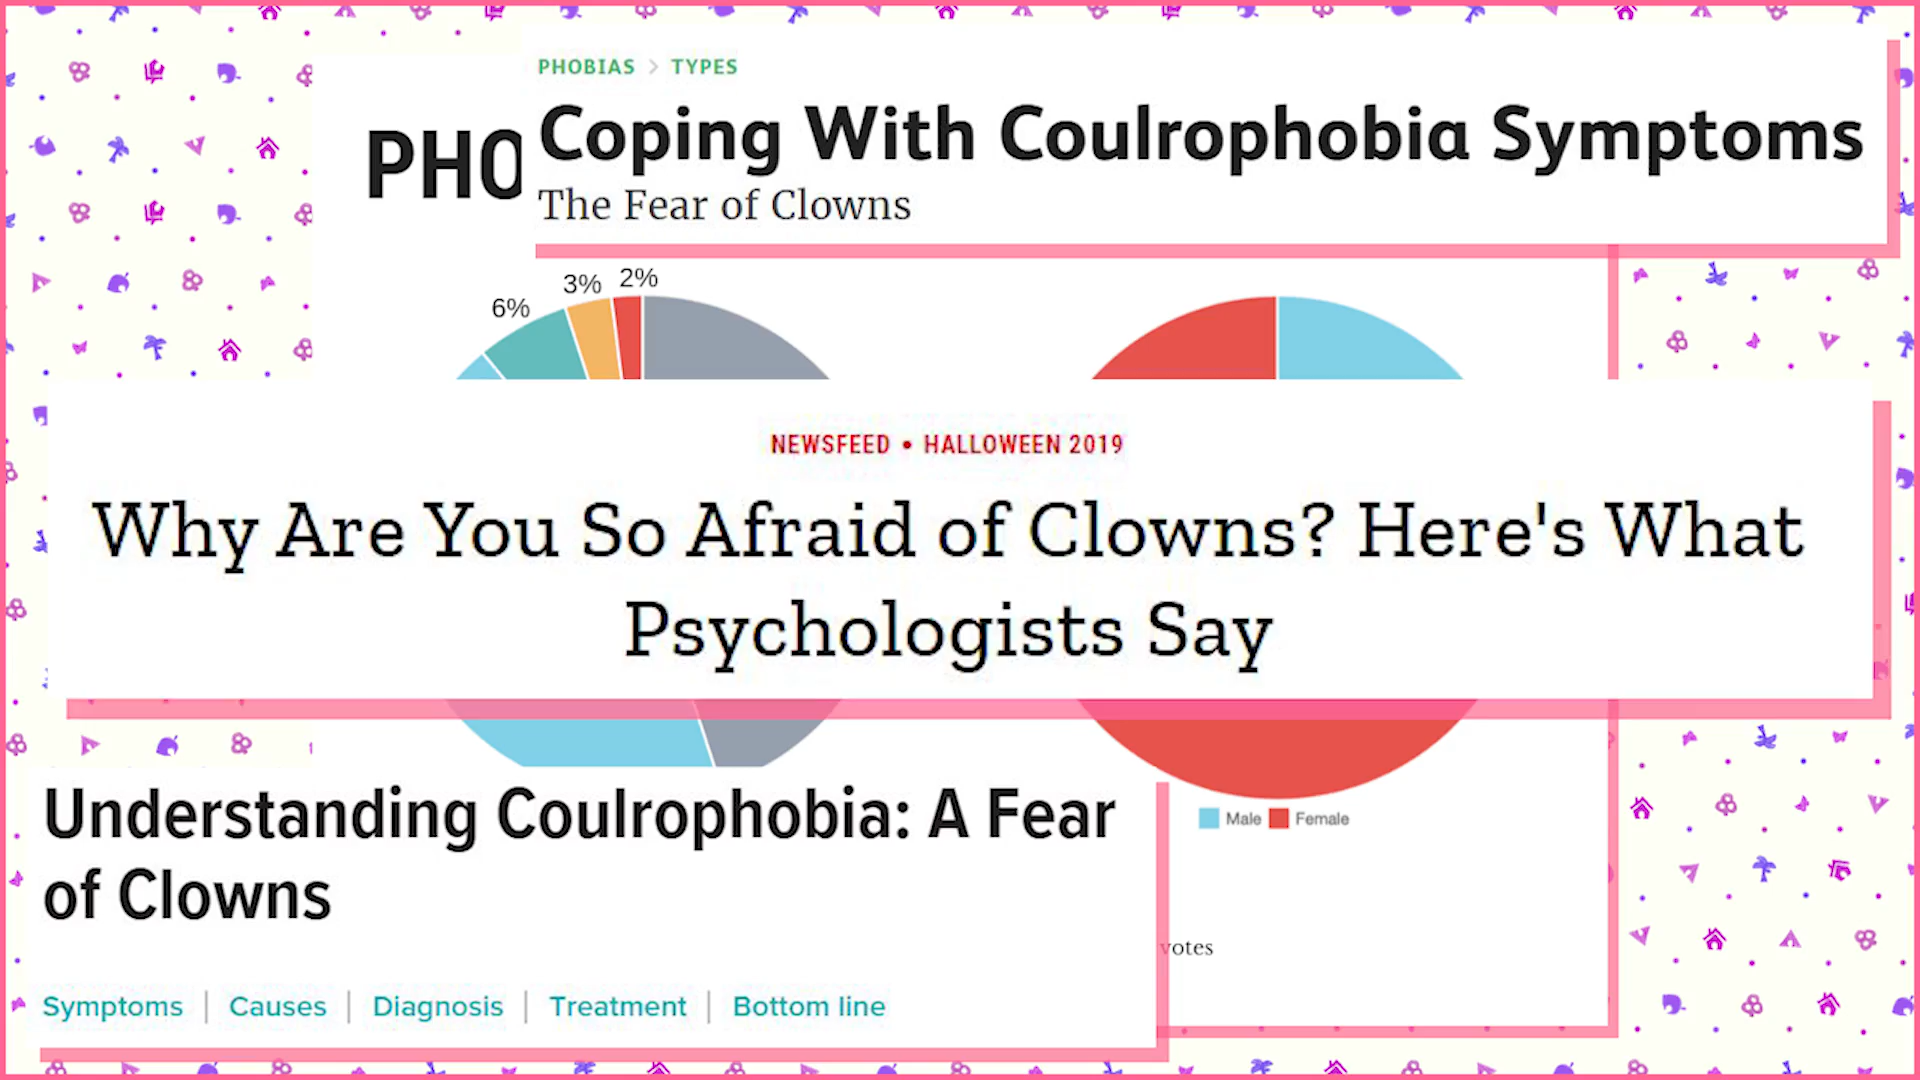 PHOBIAS > TYPES
Coping With Coulrophobia Symptoms
The Fear of Clowns
PHO
6% 3% 2%
NEWSFEED • HALLOWEEN 2019
Why Are You So Afraid of Clowns? Here's What
Psychologists Say
Male Female
Understanding Coulrophobia: A Fear
of Clowns
votes
Symptoms | Causes | Diagnosis | Treatment | Bottom line